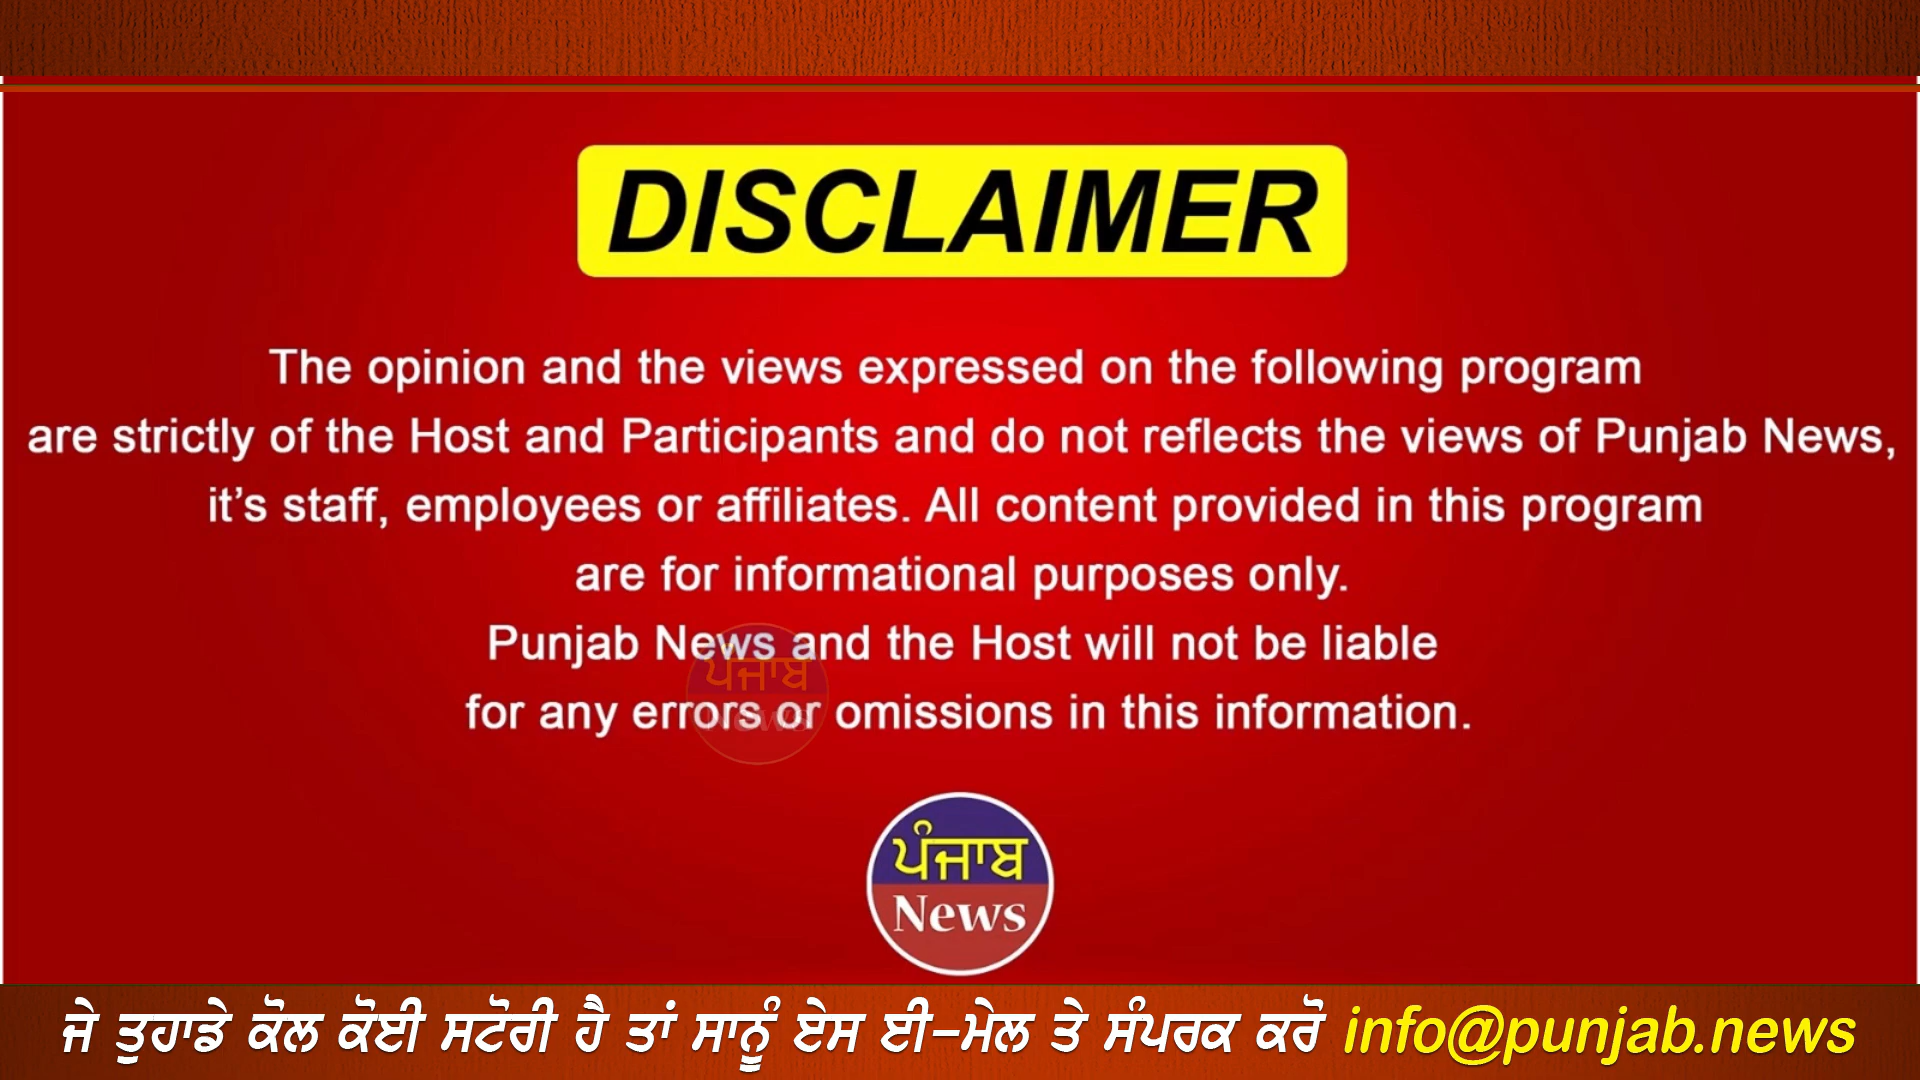 DISCLAIMER
The opinion and the views expressed on the following program
are strictly of the Host and Participants and do not reflects the views of Punjab News,
it’s staff, employees or affiliates. All content provided in this program
are for informational purposes only.
Punjab News and the Host will not be liable
for any errors or omissions in this information.
ਪੰਜਾਬ
News
ਪੰਜਾਬ
News
ਜੇ ਤੁਹਾਡੇ ਕੋਲ ਕੋਈ ਸਟੋਰੀ ਹੈ ਤਾਂ ਸਾਨੂੰ ਏਸ ਈ-ਮੇਲ ਤੇ ਸੰਪਰਕ ਕਰੋ info@punjab.news